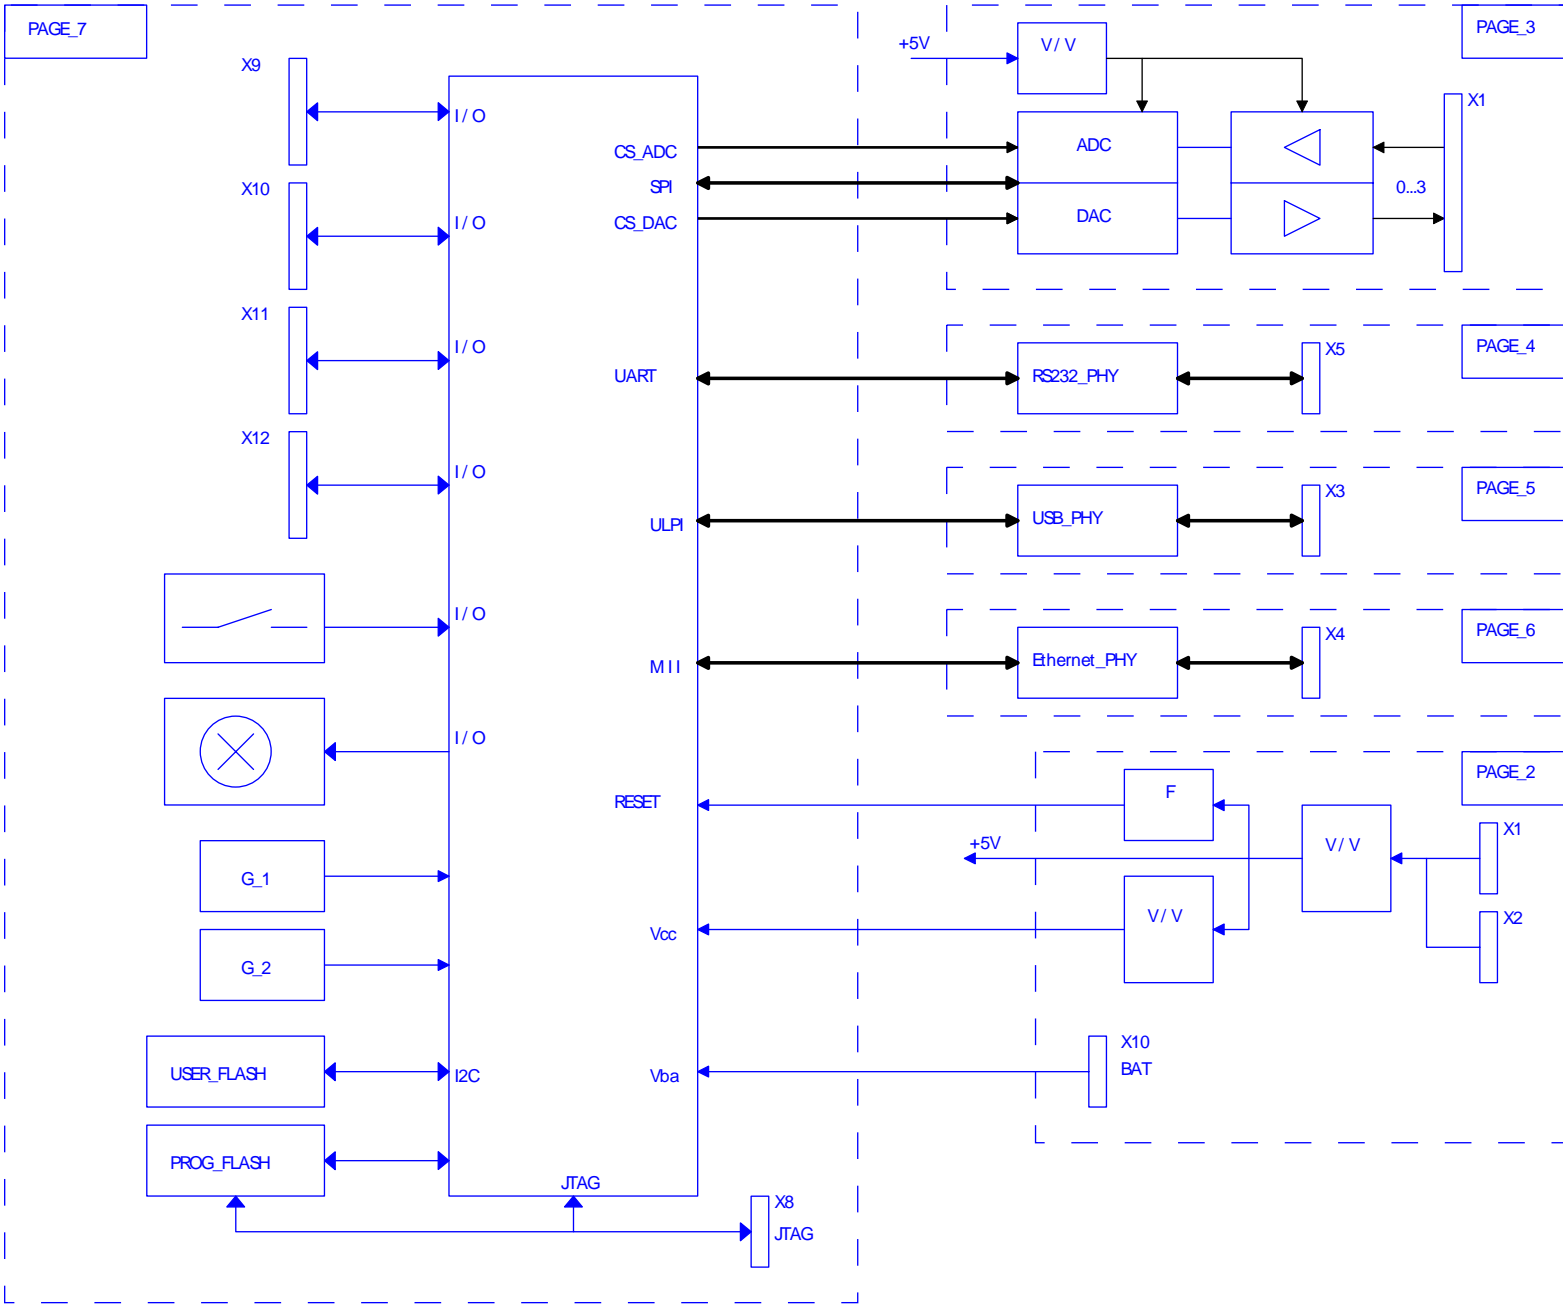 PAGE_7
X9
I/O
X10
I/O
X11
I/O
X12
I/O
I/O
I/O
G_1
G_2
USER_FLASH
I2C
PROG_FLASH
JTAG
X8
JTAG
CS_ADC
SPI
CS_DAC
UART
ULPI
MII
RESET
Vcc
Vba
PAGE_3
+5V
V/V
X1
ADC
DAC
0...3
PAGE_4
RS232_PHY
X5
PAGE_5
USB_PHY
X3
PAGE_6
Ethernet_PHY
X4
PAGE_2
F
+5V
V/V
X1
V/V
X2
X10
BAT